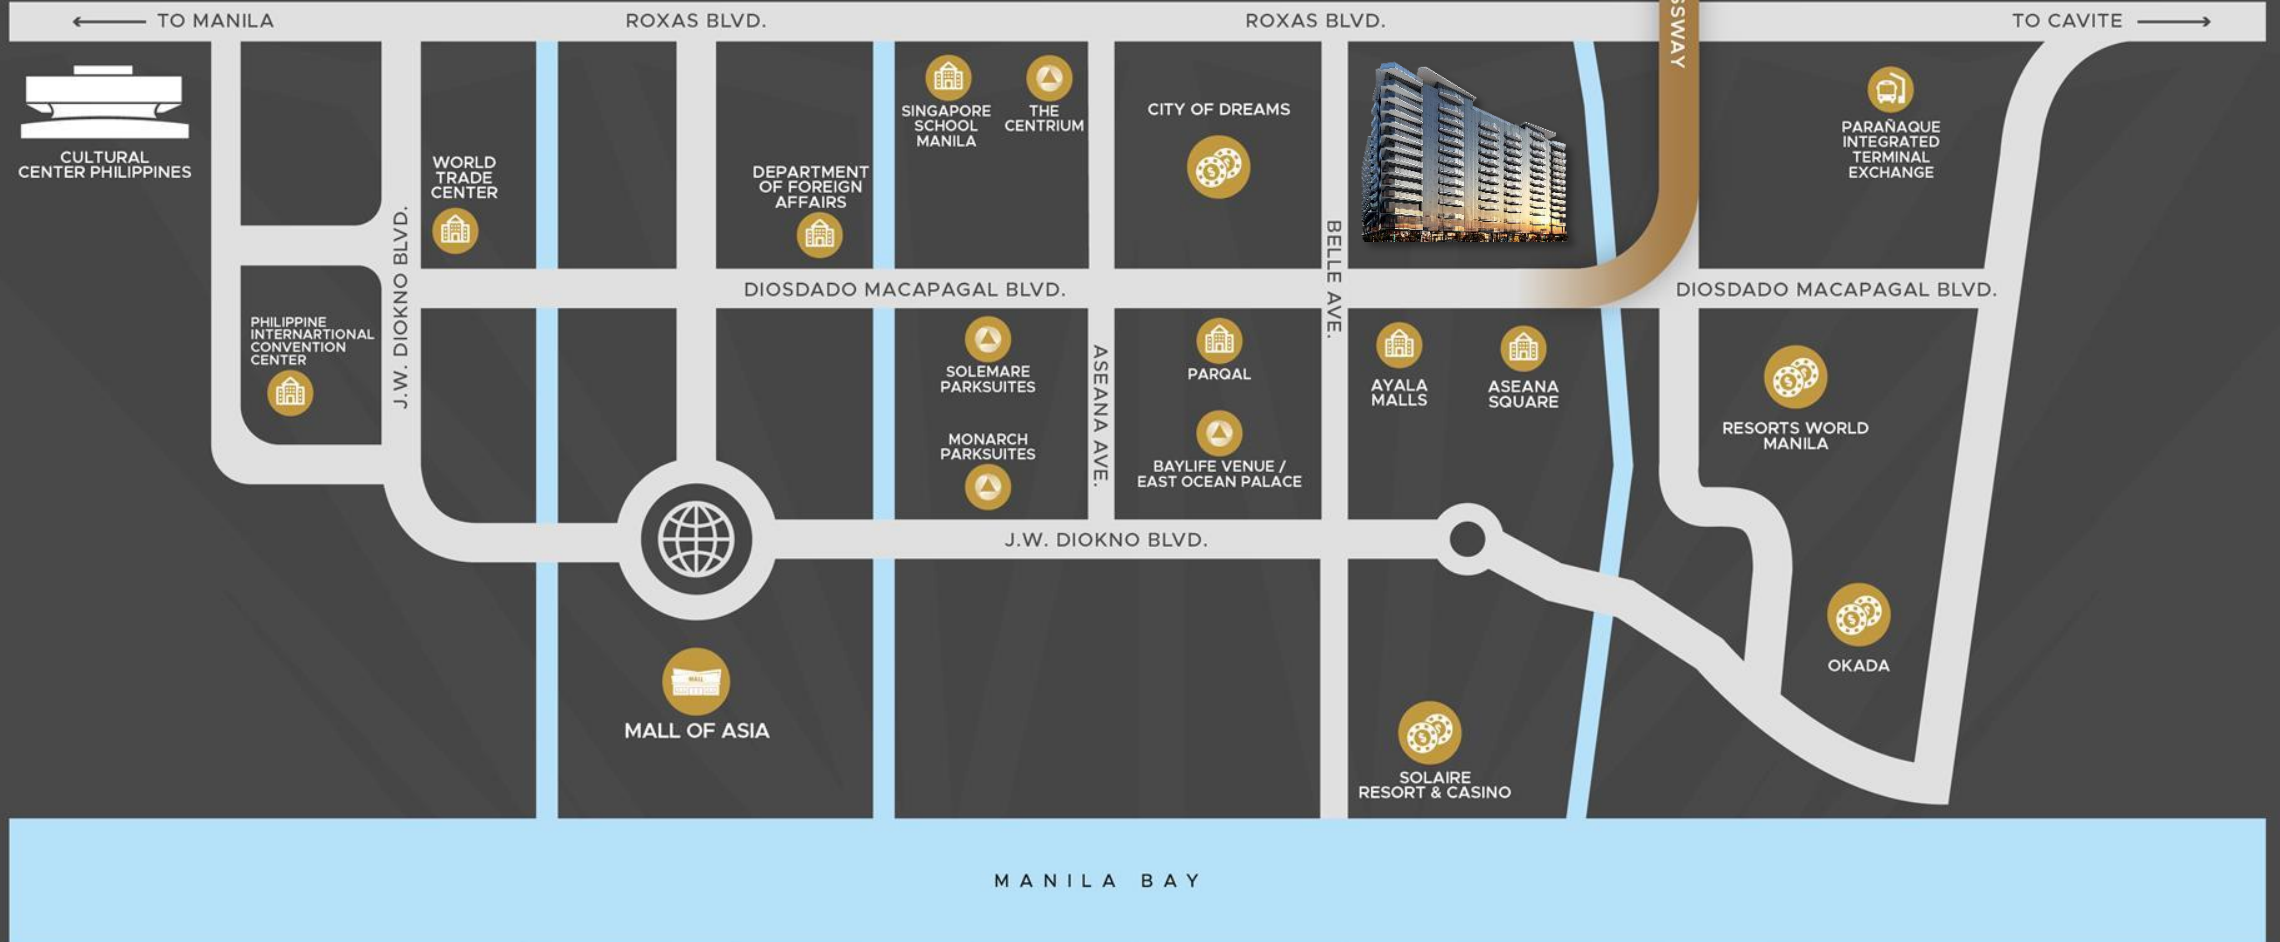 TO MANILA
ROXAS BLVD.
ROXAS BLVD.
TO CAVITE
SSWAY
CULTURAL
CENTER PHILIPPINES
WORLD
TRADE
CENTER
DEPARTMENT
OF FOREIGN
AFFAIRS
SINGAPORE
SCHOOL
MANILA
THE
CENTRIUM
CITY OF DREAMS
PARAÑAQUE
INTEGRATED
TERMINAL
EXCHANGE
J.W. DIOKNO BLVD.
BELLE AVE.
DIOSDADO MACAPAGAL BLVD.
DIOSDADO MACAPAGAL BLVD.
PHILIPPINE
INTERNARTIONAL
CONVENTION
CENTER
SOLEMARE
PARKSUITES
MONARCH
PARKSUITES
ASEANA AVE.
PARQAL
BAYLIFE VENUE /
EAST OCEAN PALACE
AYALA
MALLS
ASEANA
SQUARE
RESORTS WORLD
MANILA
J.W. DIOKNO BLVD.
MALL
MALL OF ASIA
OKADA
SOLAIRE
RESORT & CASINO
MANILA BAY